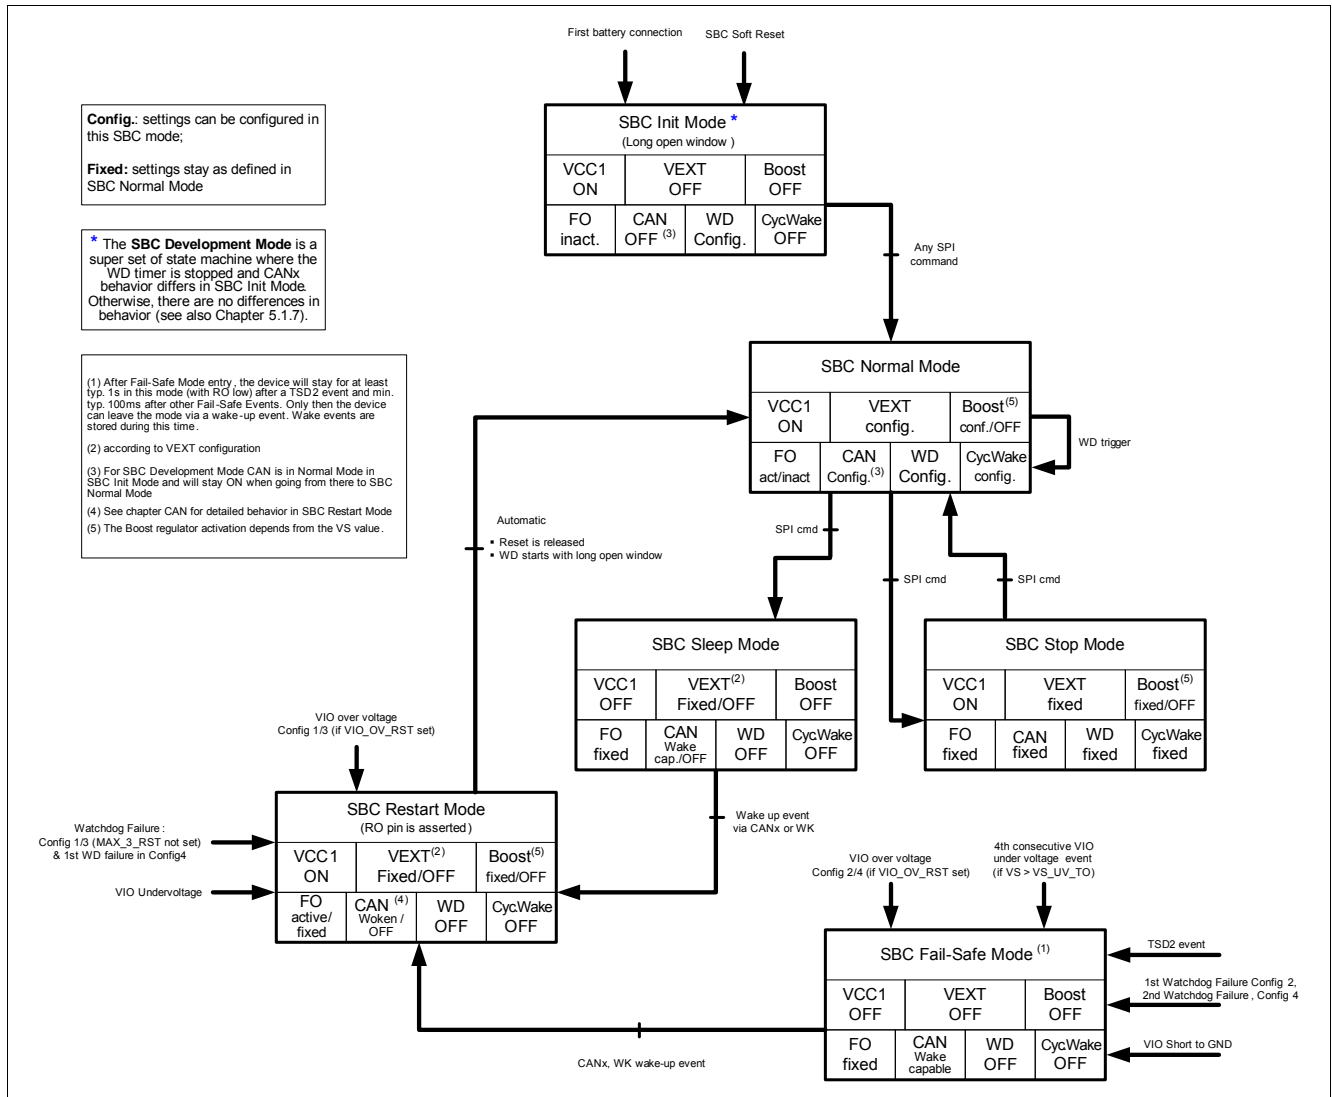 First battery connection
SBC Soft Reset
Config.: settings can be configured in
this SBC mode;
Fixed: settings stay as defined in
SBC Normal Mode
* The SBC Development Mode is a
super set of state machine where the
WD timer is stopped and CANx
behavior differs in SBC Init Mode.
Otherwise, there are no differences in
behavior (see also Chapter 5.1.7).
(1) After Fail-Safe Mode entry, the device will stay for at least
typ. 1s in this mode (with RO low) after a TSD2 event and min.
typ. 100ms after other Fail-Safe Events. Only then the device
can leave the mode via a wake-up event. Wake events are
stored during this time.
(2) according to VEXT configuration
(3) For SBC Development Mode CAN is in Normal Mode in
SBC Init Mode and will stay ON when going from there to SBC
Normal Mode
(4) See chapter CAN for detailed behavior in SBC Restart Mode
(5) The Boost regulator activation depends from the VS value.
SBC Init Mode *
(Long open window )
VCC1
ON
VEXT
OFF
Boost
OFF
FO
inact.
CAN
OFF (3)
WD
Config.
Cyc.Wake
OFF
Any SPI
command
SBC Normal Mode
VCC1
ON
VEXT
config.
Boost(5)
conf./OFF
FO
act/inact
CAN
Config.(3)
WD
Config.
Cyc.Wake
config.
WD trigger
Automatic
▪ Reset is released
▪ WD starts with long open window
SPI cmd
SPI cmd
SPI cmd
SBC Sleep Mode
VCC1
OFF
VEXT(2)
Fixed/OFF
Boost
OFF
FO
fixed
CAN
Wake
cap./OFF
WD
OFF
Cyc.Wake
OFF
SBC Stop Mode
VCC1
ON
VEXT
fixed
Boost(5)
fixed/OFF
FO
fixed
CAN
fixed
WD
fixed
Cyc.Wake
fixed
VIO over voltage
Config 1/3 (if VIO_OV_RST set)
Watchdog Failure :
Config 1/3 (MAX_3_RST not set)
& 1st WD failure in Config4
VIO Undervoltage
SBC Restart Mode
(RO pin is asserted )
VCC1
ON
VEXT(2)
Fixed/OFF
Boost(5)
fixed/OFF
FO
active/
fixed
CAN (4)
Woken /
OFF
WD
OFF
Cyc.Wake
OFF
Wake up event
via CANx or WK
VIO over voltage
Config 2/4 (if VIO_OV_RST set)
4th consecutive VIO
under voltage event
(if VS > VS_UV_TO)
SBC Fail-Safe Mode (1)
VCC1
OFF
VEXT
OFF
Boost
OFF
FO
fixed
CAN
Wake
capable
WD
OFF
Cyc.Wake
OFF
TSD2 event
1st Watchdog Failure Config 2,
2nd Watchdog Failure , Config 4
VIO Short to GND
CANx, WK wake-up event